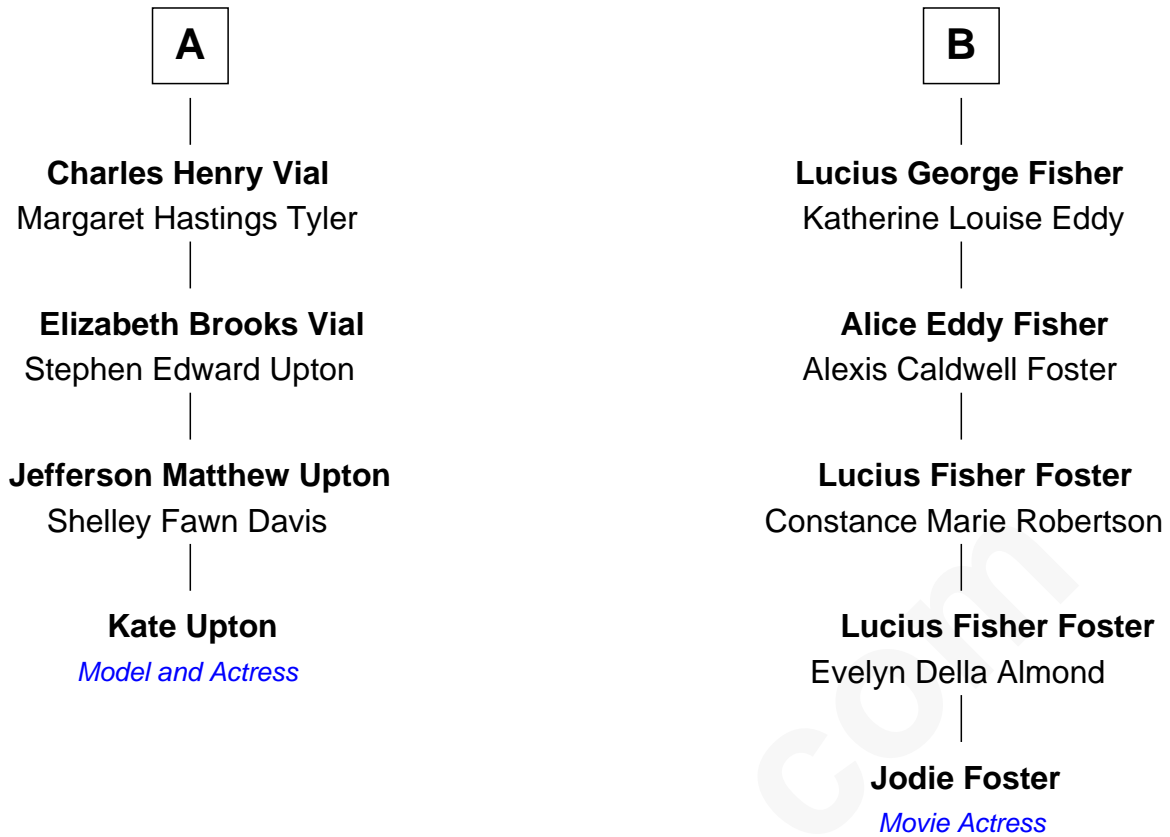 A
Charles Henry Vial
Margaret Hastings Tyler
Elizabeth Brooks Vial
Stephen Edward Upton
Jefferson Matthew Upton
Shelley Fawn Davis
Kate Upton
Model and Actress
B
Lucius George Fisher
Katherine Louise Eddy
Alice Eddy Fisher
Alexis Caldwell Foster
Lucius Fisher Foster
Constance Marie Robertson
Lucius Fisher Foster
Evelyn Della Almond
Jodie Foster
Movie Actress
com